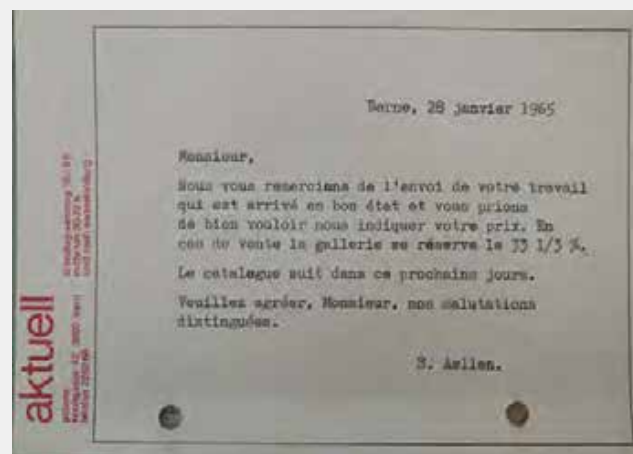 Berne, 28 janvier 1965
Monsieur,
Nous vous remercions de l'envoi de votre travail
qui est arrivé en bon état et vous prions
de bien vouloir nous indiquer votre prix. En
cas de vente la gallerie se réserve le 33 1/3 %.
Le catalogue suit dans ce prochains jours.
Veuillez agréer, Monsieur, nos salutations
distinguées.
aktuell